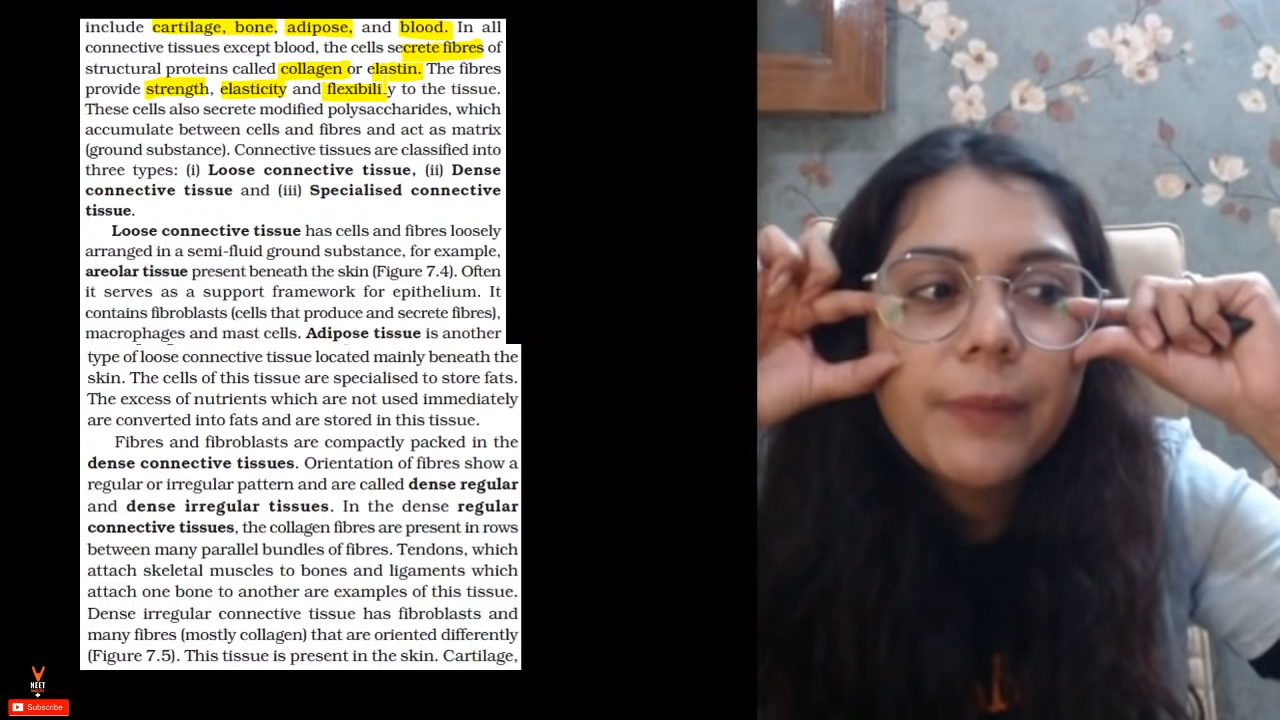 include cartilage, bone, adipose, and blood. In all
connective tissues except blood, the cells secrete fibres of
structural proteins called collagen or elastin. The fibres
provide strength, elasticity and flexibili y to the tissue.
These cells also secrete modified polysaccharides, which
accumulate between cells and fibres and act as matrix
(ground substance). Connective tissues are classified into
three types: (i) Loose connective tissue, (ii) Dense
connective tissue and (iii) Specialised connective
tissue.
Loose connective tissue has cells and fibres loosely
arranged in a semi-fluid ground substance, for example,
areolar tissue present beneath the skin (Figure 7.4). Often
it serves as a support framework for epithelium. It
contains fibroblasts (cells that produce and secrete fibres),
macrophages and mast cells. Adipose tissue is another
type of loose connective tissue located mainly beneath the
skin. The cells of this tissue are specialised to store fats.
The excess of nutrients which are not used immediately
are converted into fats and are stored in this tissue.
Fibres and fibroblasts are compactly packed in the
dense connective tissues. Orientation of fibres show a
regular or irregular pattern and are called dense regular
and dense irregular tissues. In the dense regular
connective tissues, the collagen fibres are present in rows
between many parallel bundles of fibres. Tendons, which
attach skeletal muscles to bones and ligaments which
attach one bone to another are examples of this tissue.
Dense irregular connective tissue has fibroblasts and
many fibres (mostly collagen) that are oriented differently
(Figure 7.5). This tissue is present in the skin. Cartilage,
NEET
+
Subscribe